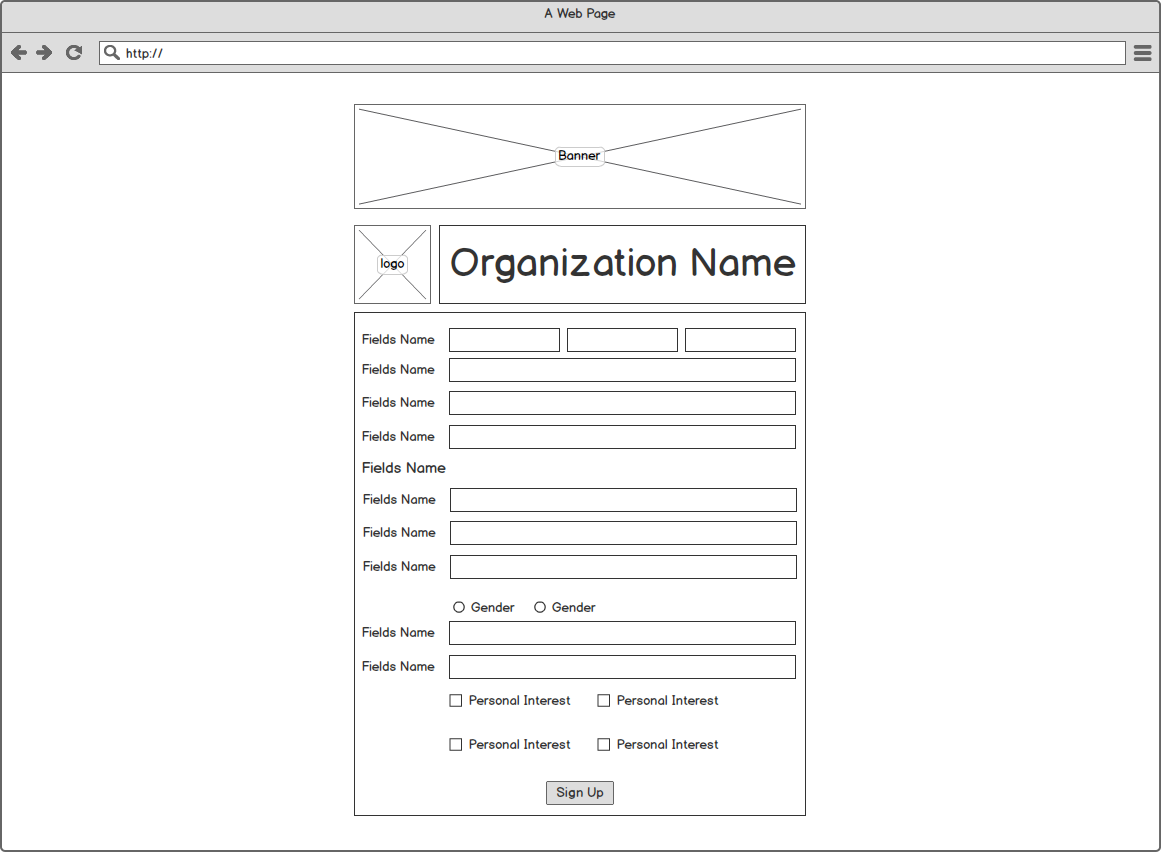 A Web Page
http://
Banner
logo
Organization Name
Fields Name
Fields Name
Fields Name
Fields Name
Fields Name
Fields Name
Fields Name
Fields Name
Gender Gender
Fields Name
Fields Name
Personal Interest Personal Interest
Personal Interest Personal Interest
Sign Up